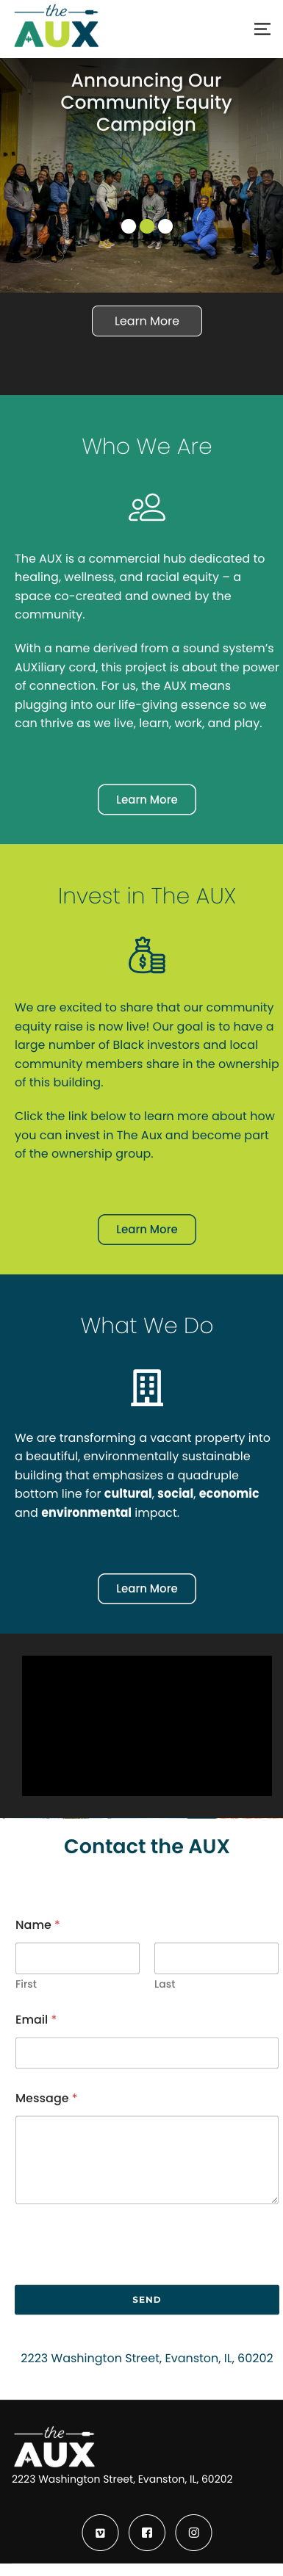 the
AUX
Announcing Our
Community Equity
Campaign
Learn More
Who We Are
The AUX is a commercial hub dedicated to
healing, wellness, and racial equity – a
space co-created and owned by the
community.
With a name derived from a sound system’s
AUXiliary cord, this project is about the power
of connection. For us, the AUX means
plugging into our life-giving essence so we
can thrive as we live, learn, work, and play.
Learn More
Invest in The AUX
We are excited to share that our community
equity raise is now live! Our goal is to have a
large number of Black investors and local
community members share in the ownership
of this building.
Click the link below to learn more about how
you can invest in The Aux and become part
of the ownership group.
Learn More
What We Do
We are transforming a vacant property into
a beautiful, environmentally sustainable
building that emphasizes a quadruple
bottom line for cultural, social, economic
and environmental impact.
Learn More
Contact the AUX
Name *
First Last
Email *
Message *
SEND
2223 Washington Street, Evanston, IL, 60202
the
AUX
2223 Washington Street, Evanston, IL, 60202